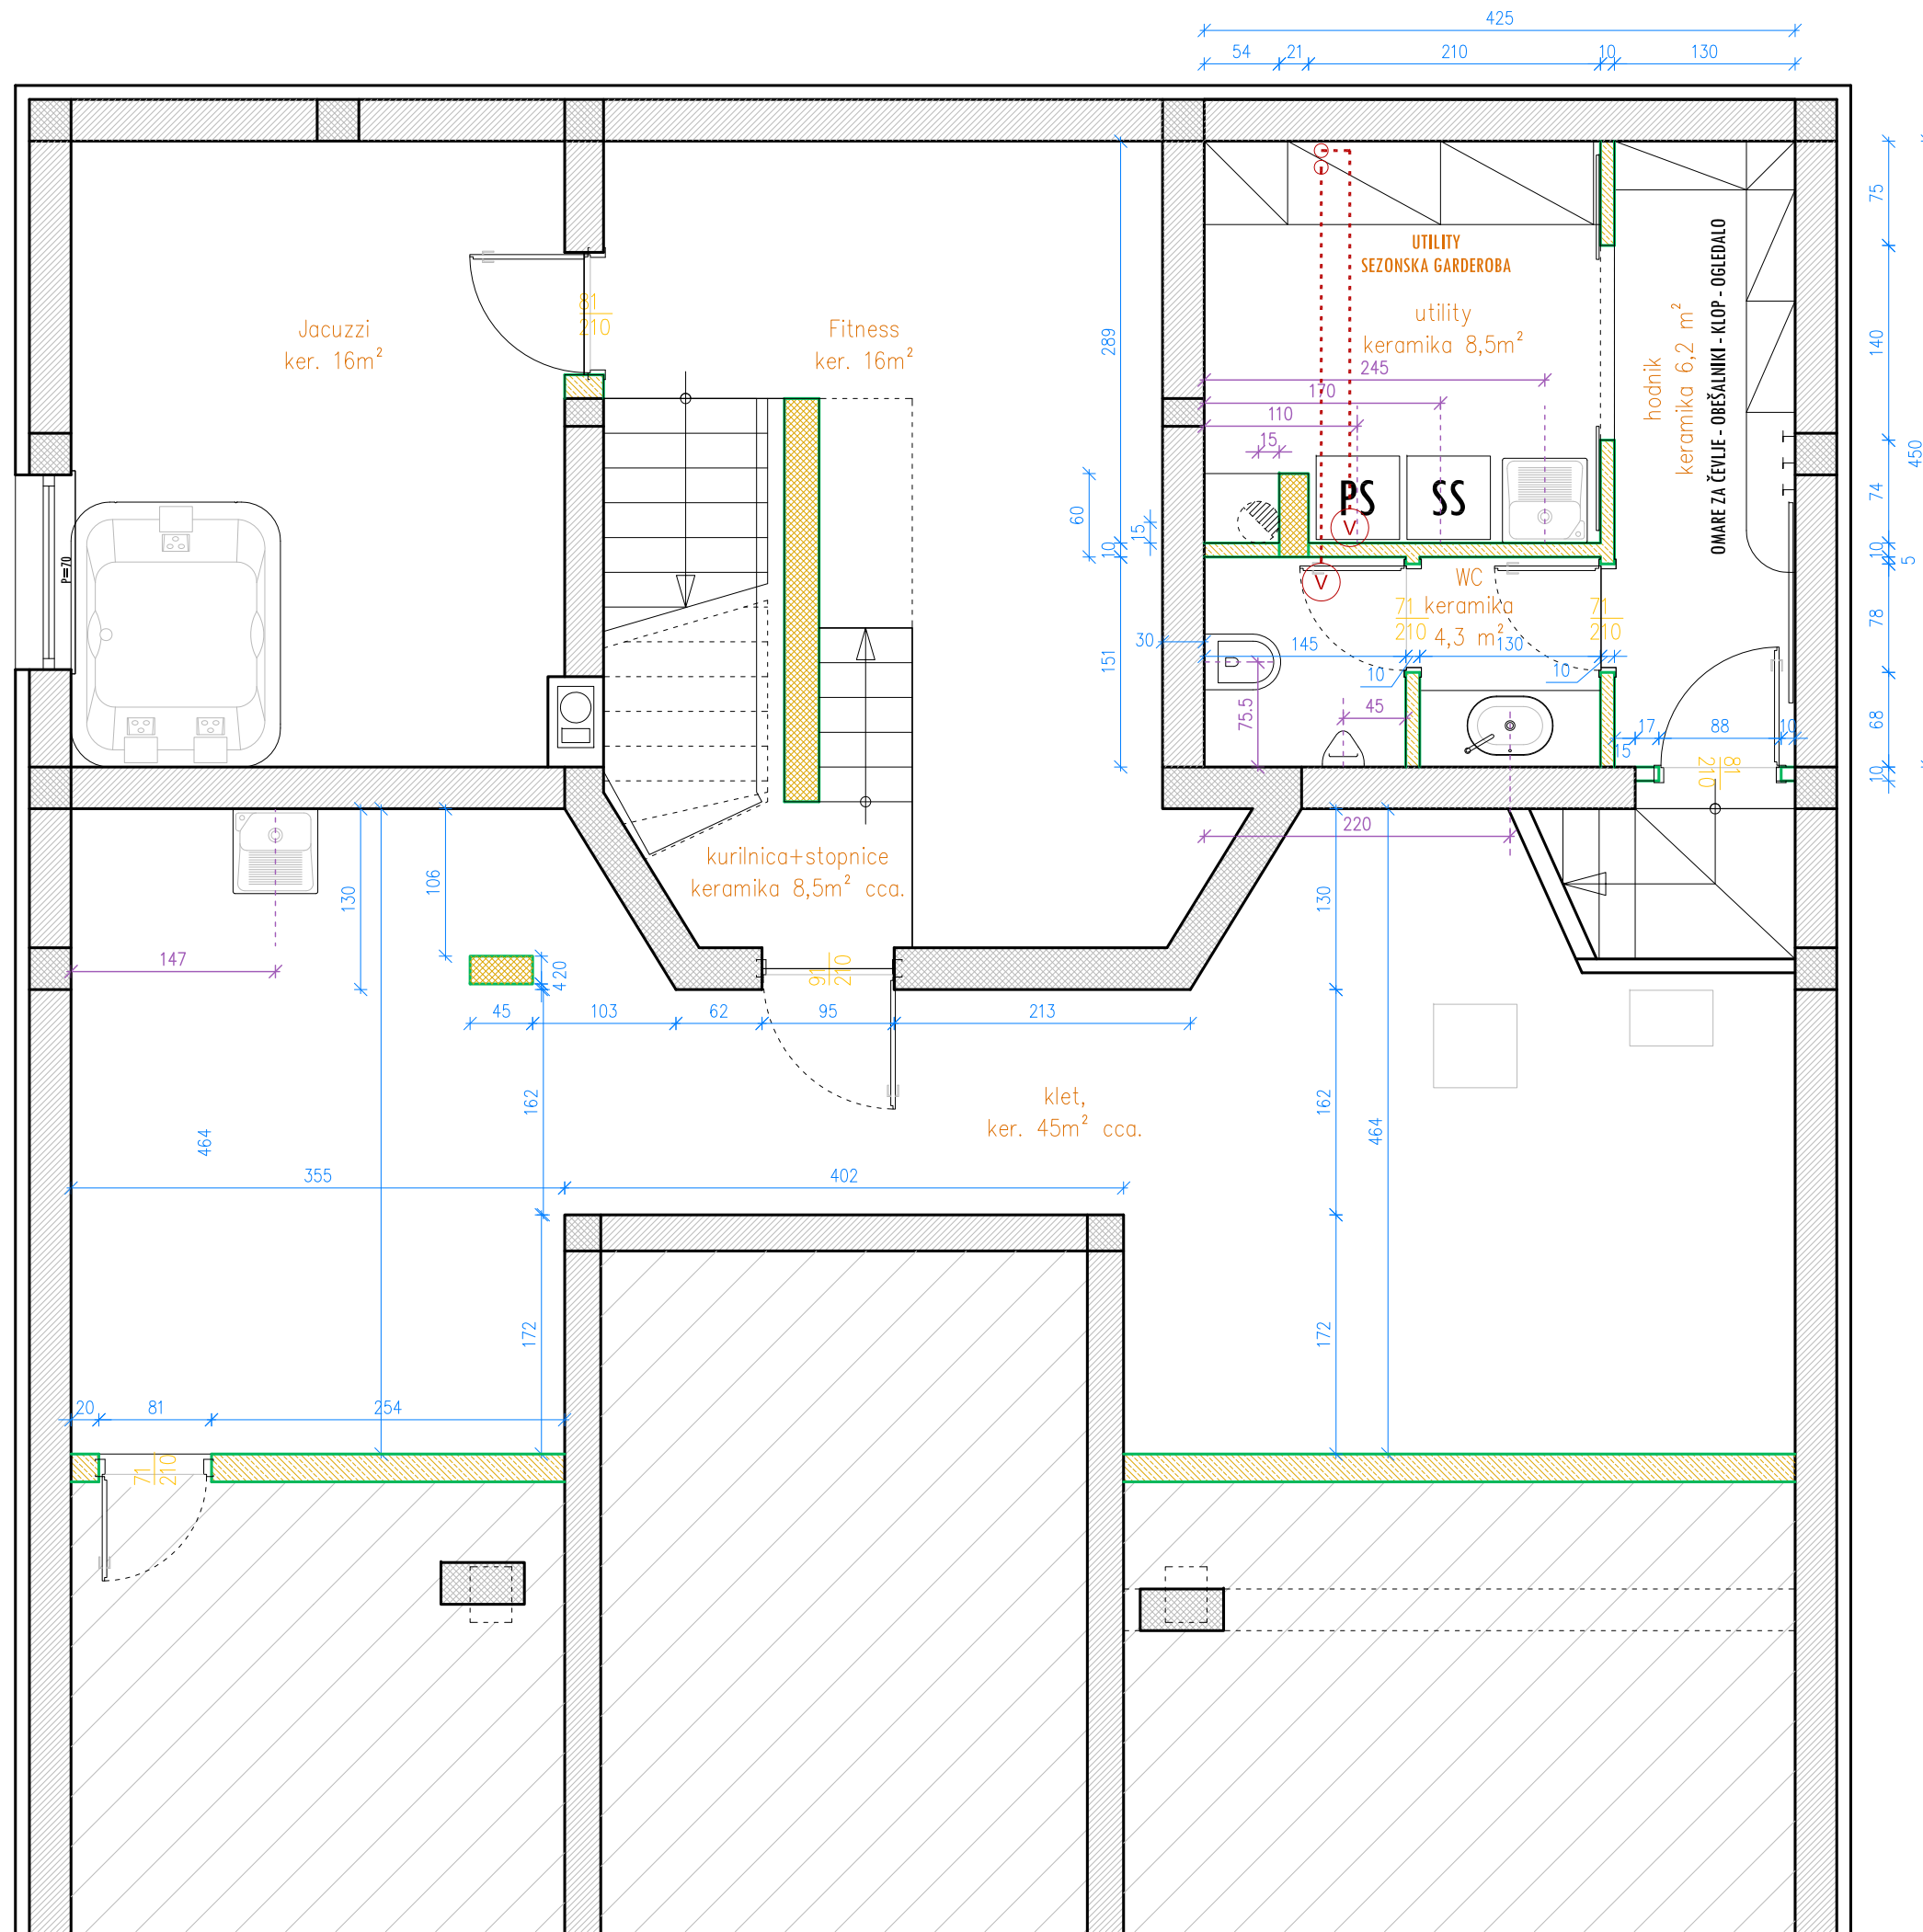 425
54 21 210 10 130
UTILITY
SEZONSKA GARDEROBA
utility
keramika 8,5m²
245
170
110
15
PS SS
V
V
hodnik
keramika 6,2 m²
OMARE ZA ČEVLJE - OBEŠALNIKI - KLOP - OGLEDALO
75
140
74
10
5
78
68
10
450
Jacuzzi
ker. 16m²
81
210
Fitness
ker. 16m²
289
60
15
10
151
P=70
WC
keramika
4,3 m²
71
210
71
210
30
145
130
10
10
75.5
45
17 88 10
15
81
210
220
kurilnica+stopnice
keramika 8,5m² cca.
130
106
147
420
91
210
45 103 62 95 213
130
162
464
klet,
ker. 45m² cca.
162
464
355
402
172
172
20 81 254
71
210